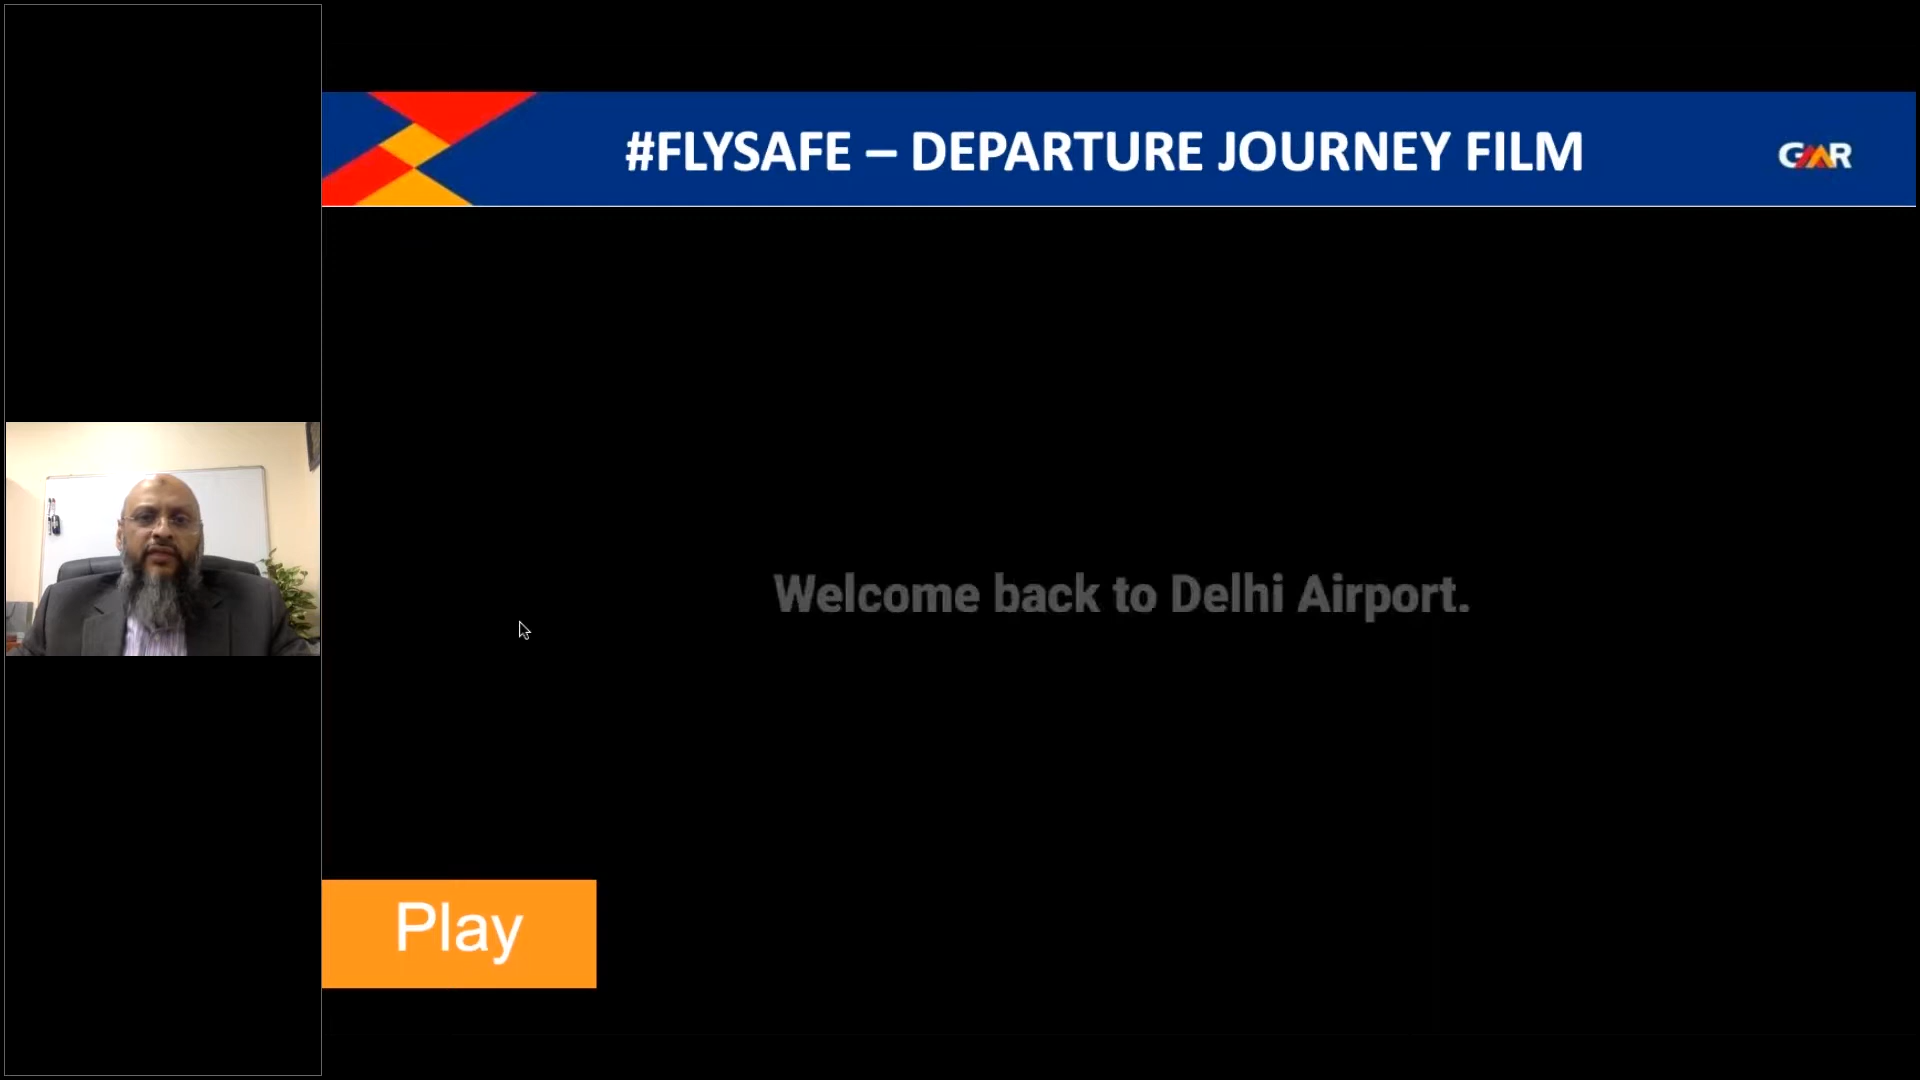 #FLYSAFE – DEPARTURE JOURNEY FILM
GMR
Welcome back to Delhi Airport.
Play